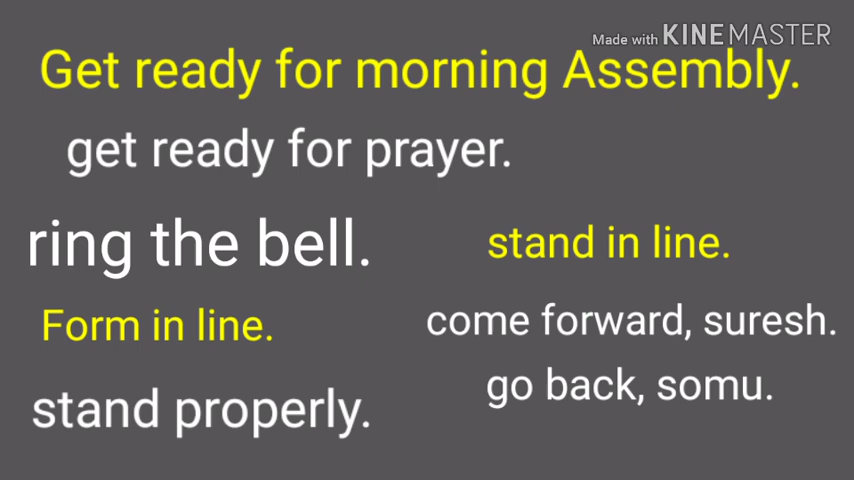 Made with KINEMASTER
Get ready for morning Assembly.
get ready for prayer.
ring the bell.
stand in line.
Form in line.
come forward, suresh.
go back, somu.
stand properly.